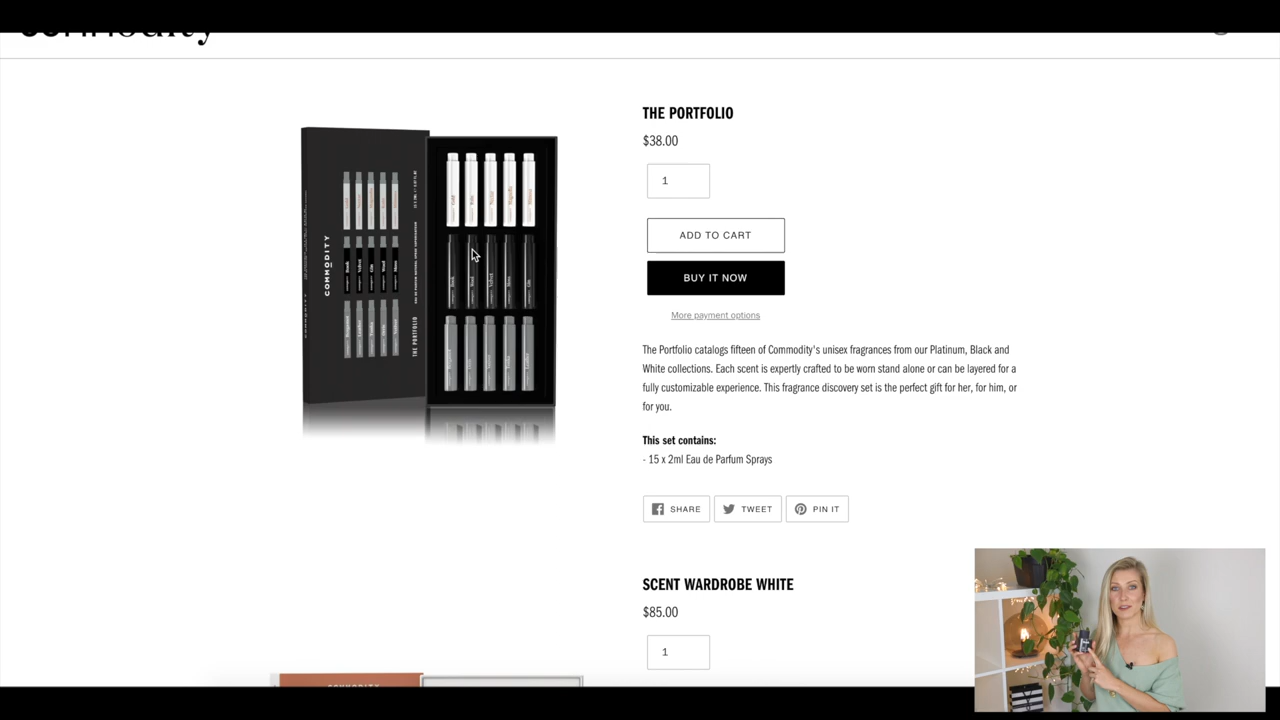 THE PORTFOLIO
$38.00
1
ADD TO CART
BUY IT NOW
More payment options
The Portfolio catalogs fifteen of Commodity's unisex fragrances from our Platinum, Black and
White collections. Each scent is expertly crafted to be worn stand alone or can be layered for a
fully customizable experience. This fragrance discovery set is the perfect gift for her, for him, or
for you.
This set contains:
- 15 x 2ml Eau de Parfum Sprays
SHARE
TWEET
PIN IT
SCENT WARDROBE WHITE
$85.00
1
COMMODITY
THE PORTFOLIO
COMMODITY